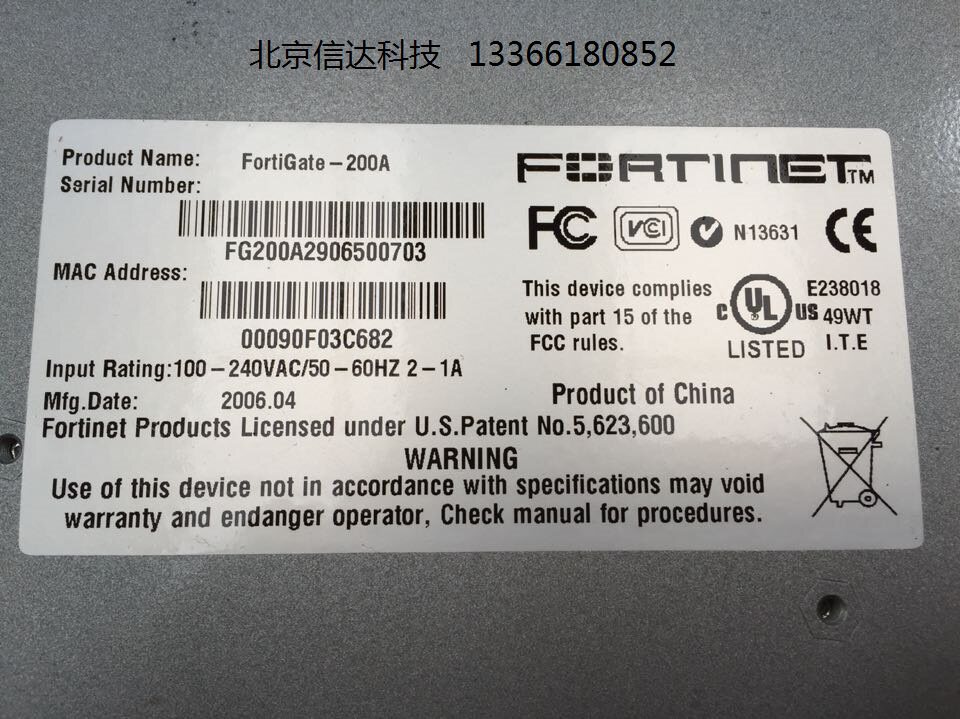 北京信达科技 13366180852
Product Name: FortiGate-200A
Serial Number:
FG200A2906500703
MAC Address:
00090F03C682
Input Rating:100-240VAC/50-60HZ 2-1A
Mfg.Date: 2006.04
FORTINET TM
FC VCI N13631 CE
This device complies
with part 15 of the
FCC rules.
C UL US
LISTED
E238018
49WT
I.T.E
Product of China
Fortinet Products Licensed under U.S.Patent No.5,623,600
WARNING
Use of this device not in accordance with specifications may void
warranty and endanger operator, Check manual for procedures.